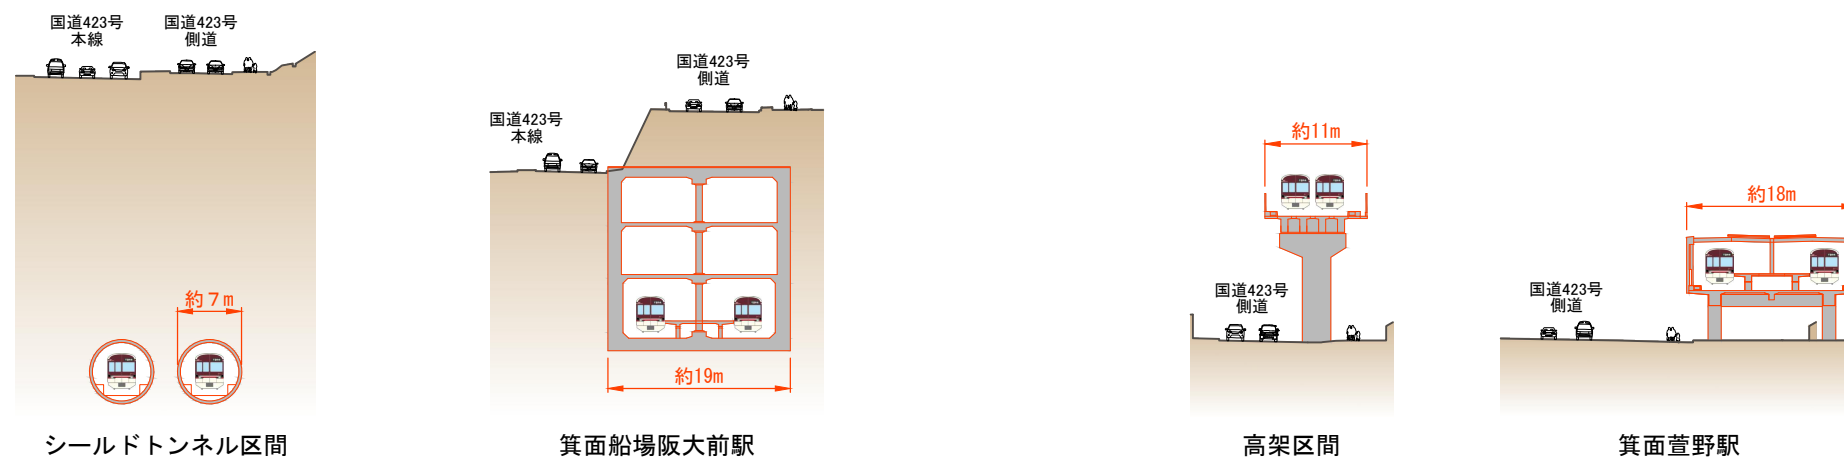 国道423号
本線
国道423号
側道
約７m
シールドトンネル区間
国道423号
側道
国道423号
本線
約19m
箕面船場阪大前駅
約11m
国道423号
側道
高架区間
約18m
国道423号
側道
箕面萱野駅